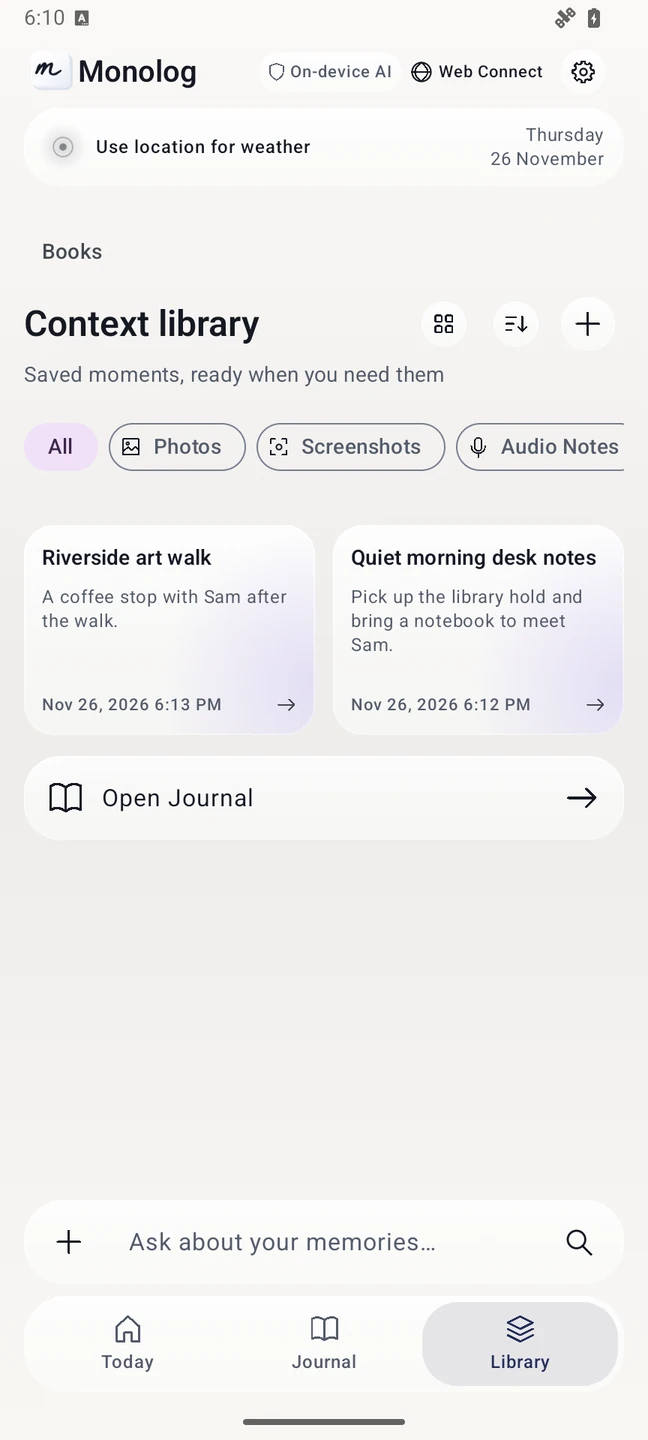 6:10
Monolog
On-device AI
Web Connect
Use location for weather
Thursday
26 November
Books
Context library
Saved moments, ready when you need them
All
Photos
Screenshots
Audio Notes
Riverside art walk
A coffee stop with Sam after
the walk.
Nov 26, 2026 6:13 PM
Quiet morning desk notes
Pick up the library hold and
bring a notebook to meet
Sam.
Nov 26, 2026 6:12 PM
Open Journal
Ask about your memories…
Today
Journal
Library